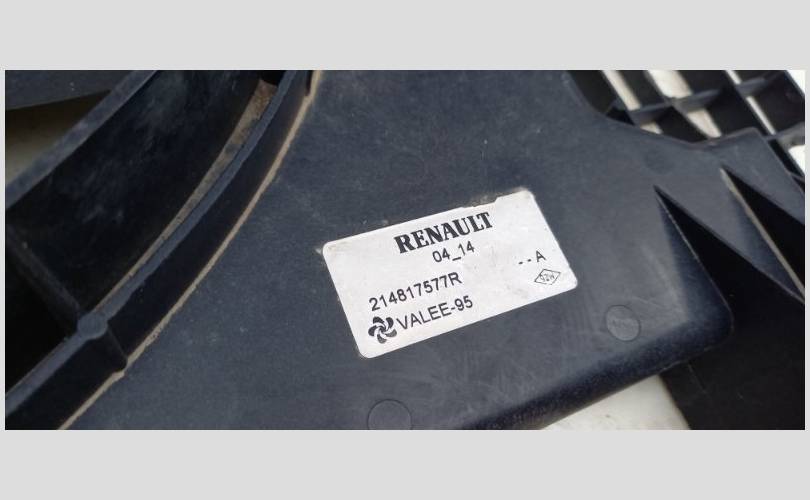 RENAULT
04_14
-- A
214817577R
VALEE-95